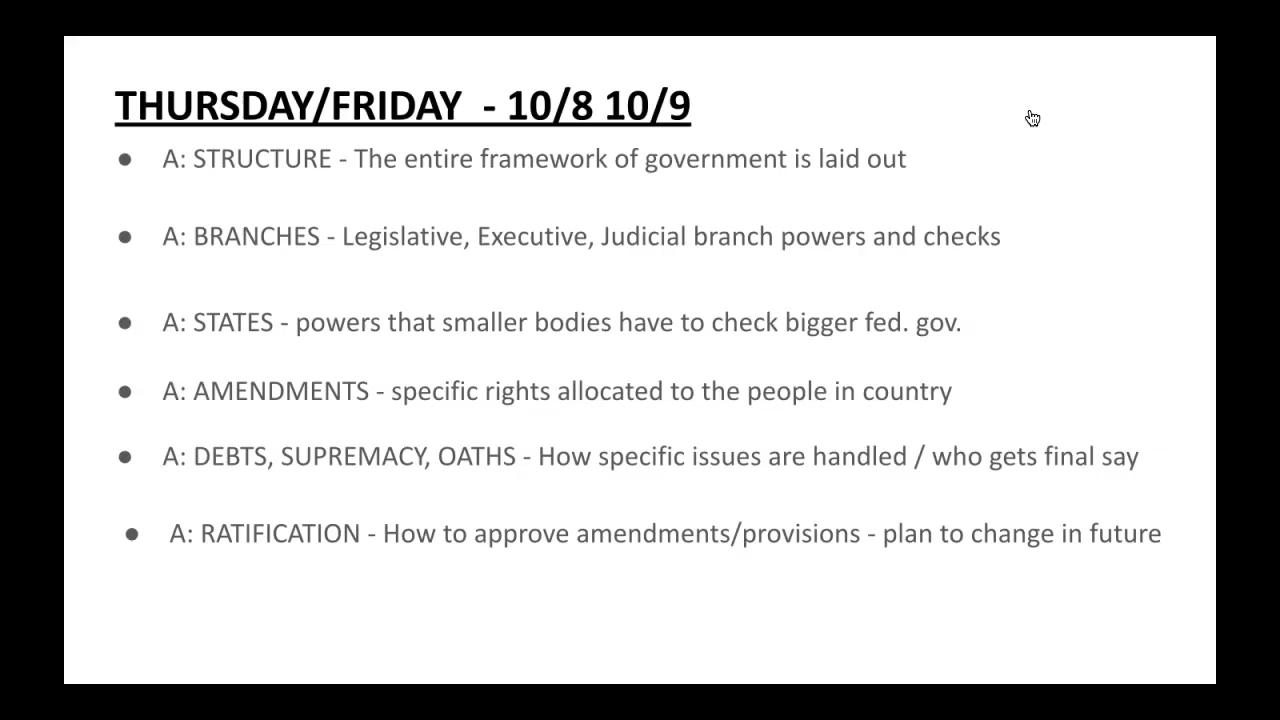 THURSDAY/FRIDAY - 10/8 10/9
● A: STRUCTURE - The entire framework of government is laid out
● A: BRANCHES - Legislative, Executive, Judicial branch powers and checks
● A: STATES - powers that smaller bodies have to check bigger fed. gov.
● A: AMENDMENTS - specific rights allocated to the people in country
● A: DEBTS, SUPREMACY, OATHS - How specific issues are handled / who gets final say
● A: RATIFICATION - How to approve amendments/provisions - plan to change in future